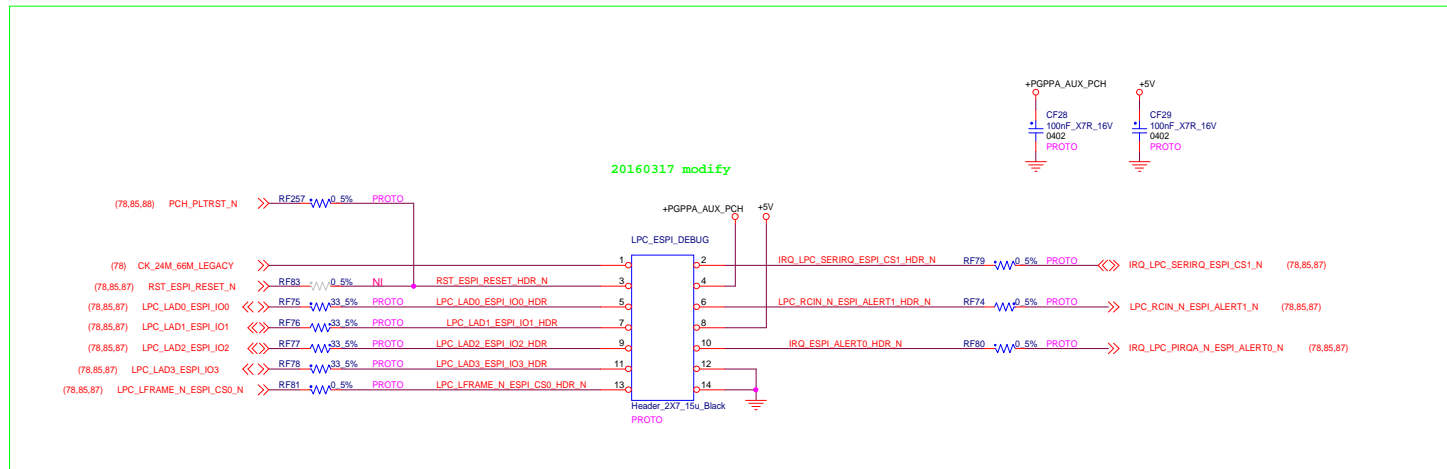 +PGPPA_AUX_PCH +5V
CF28 CF29
100nF_X7R_16V 100nF_X7R_16V
0402 0402
PROTO PROTO
20160317 modify
(78,85,88) PCH_PLTRST_N RF257 0_5% PROTO
+PGPPA_AUX_PCH +5V
LPC_ESPI_DEBUG
(78) CK_24M_66M_LEGACY 1 2 IRQ_LPC_SERIRQ_ESPI_CS1_HDR_N RF79 0_5% PROTO IRQ_LPC_SERIRQ_ESPI_CS1_N (78,85,87)
(78,85,87) RST_ESPI_RESET_N RF83 0_5% NI RST_ESPI_RESET_HDR_N 3 4
(78,85,87) LPC_LAD0_ESPI_IO0 RF75 33_5% PROTO LPC_LAD0_ESPI_IO0_HDR 5 6 LPC_RCIN_N_ESPI_ALERT1_HDR_N RF74 0_5% PROTO LPC_RCIN_N_ESPI_ALERT1_N (78,85,87)
(78,85,87) LPC_LAD1_ESPI_IO1 RF76 33_5% PROTO LPC_LAD1_ESPI_IO1_HDR 7 8
(78,85,87) LPC_LAD2_ESPI_IO2 RF77 33_5% PROTO LPC_LAD2_ESPI_IO2_HDR 9 10 IRQ_ESPI_ALERT0_HDR_N RF80 0_5% PROTO IRQ_LPC_PIRQA_N_ESPI_ALERT0_N (78,85,87)
(78,85,87) LPC_LAD3_ESPI_IO3 RF78 33_5% PROTO LPC_LAD3_ESPI_IO3_HDR 11 12
(78,85,87) LPC_LFRAME_N_ESPI_CS0_N RF81 0_5% PROTO LPC_LFRAME_N_ESPI_CS0_HDR_N 13 14
Header_2X7_15u_Black
PROTO